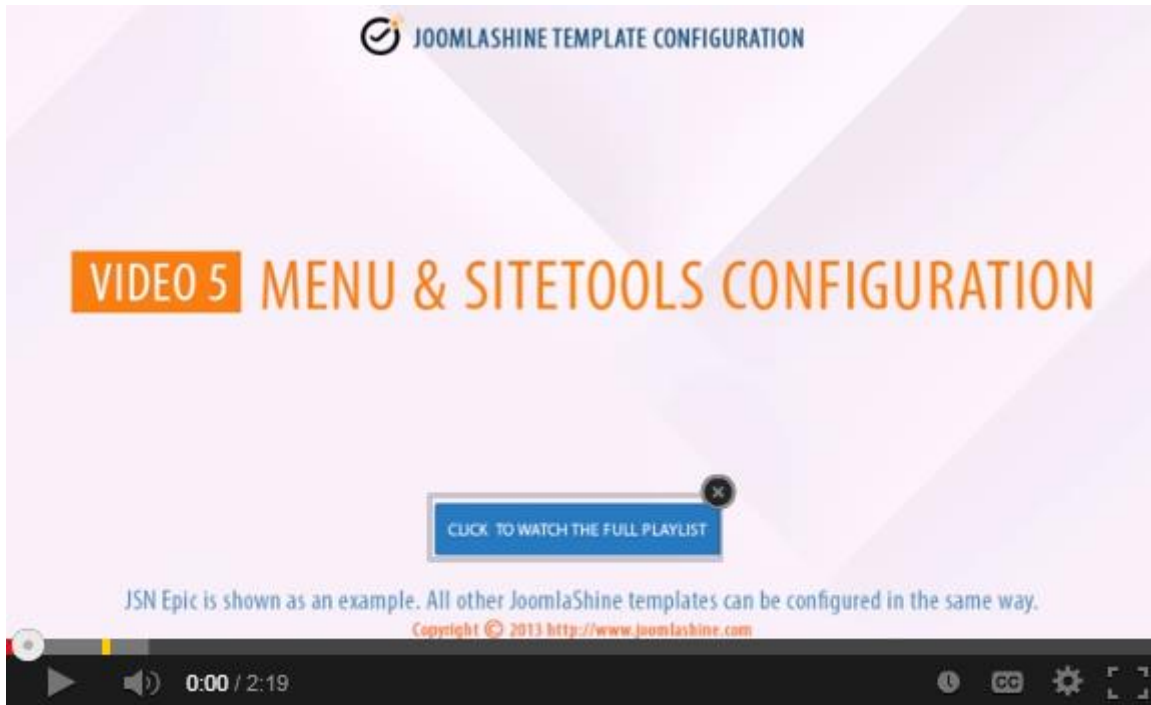 JOOMLASHINE TEMPLATE CONFIGURATION
VIDEO 5 MENU & SITETOOLS CONFIGURATION
CLICK TO WATCH THE FULL PLAYLIST
JSN Epic is shown as an example. All other JoomlaShine templates can be configured in the same way.
Copyright © 2013 http://www.joomlashine.com
0:00 / 2:19
CC